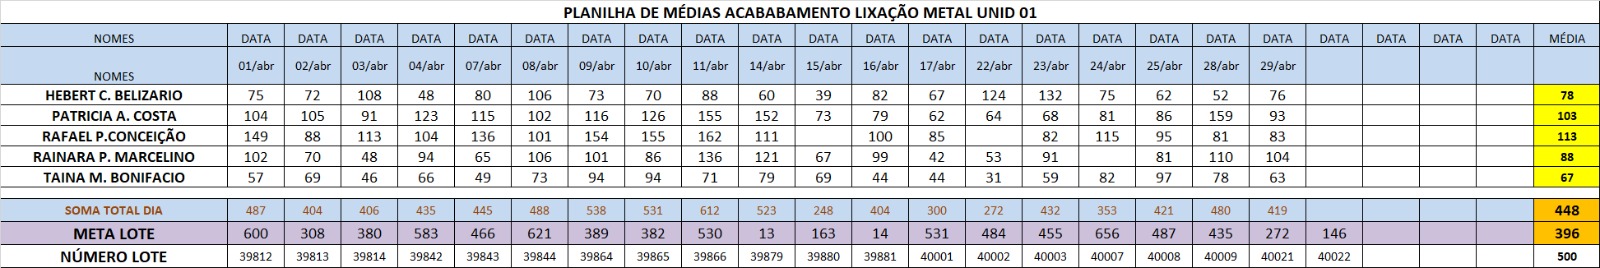 PLANILHA DE MÉDIAS ACABABAMENTO LIXAÇÃO METAL UNID 01
NOMES DATA DATA DATA DATA DATA DATA DATA DATA DATA DATA DATA DATA DATA DATA DATA DATA DATA DATA DATA DATA DATA DATA DATA MÉDIA
NOMES 01/abr 02/abr 03/abr 04/abr 07/abr 08/abr 09/abr 10/abr 11/abr 14/abr 15/abr 16/abr 17/abr 22/abr 23/abr 24/abr 25/abr 28/abr 29/abr
HEBERT C. BELIZARIO 75 72 108 48 80 106 73 70 88 60 39 82 67 124 132 75 62 52 76 78
PATRICIA A. COSTA 104 105 91 123 115 102 116 126 155 152 73 79 62 64 68 81 86 159 93 103
RAFAEL P.CONCEIÇÃO 149 88 113 104 136 101 154 155 162 111 100 85 82 115 95 81 83 113
RAINARA P. MARCELINO 102 70 48 94 65 106 101 86 136 121 67 99 42 53 91 81 110 104 88
TAINA M. BONIFACIO 57 69 46 66 49 73 94 94 71 79 69 44 44 31 59 82 97 78 63 67
SOMA TOTAL DIA 487 404 406 435 445 488 538 531 612 523 248 404 300 272 432 353 421 480 419 448
META LOTE 600 308 380 583 466 621 389 382 530 13 163 14 531 484 455 656 487 435 272 146 396
NÚMERO LOTE 39812 39813 39814 39842 39843 39844 39864 39865 39866 39879 39880 39881 40001 40002 40003 40007 40008 40009 40021 40022 500